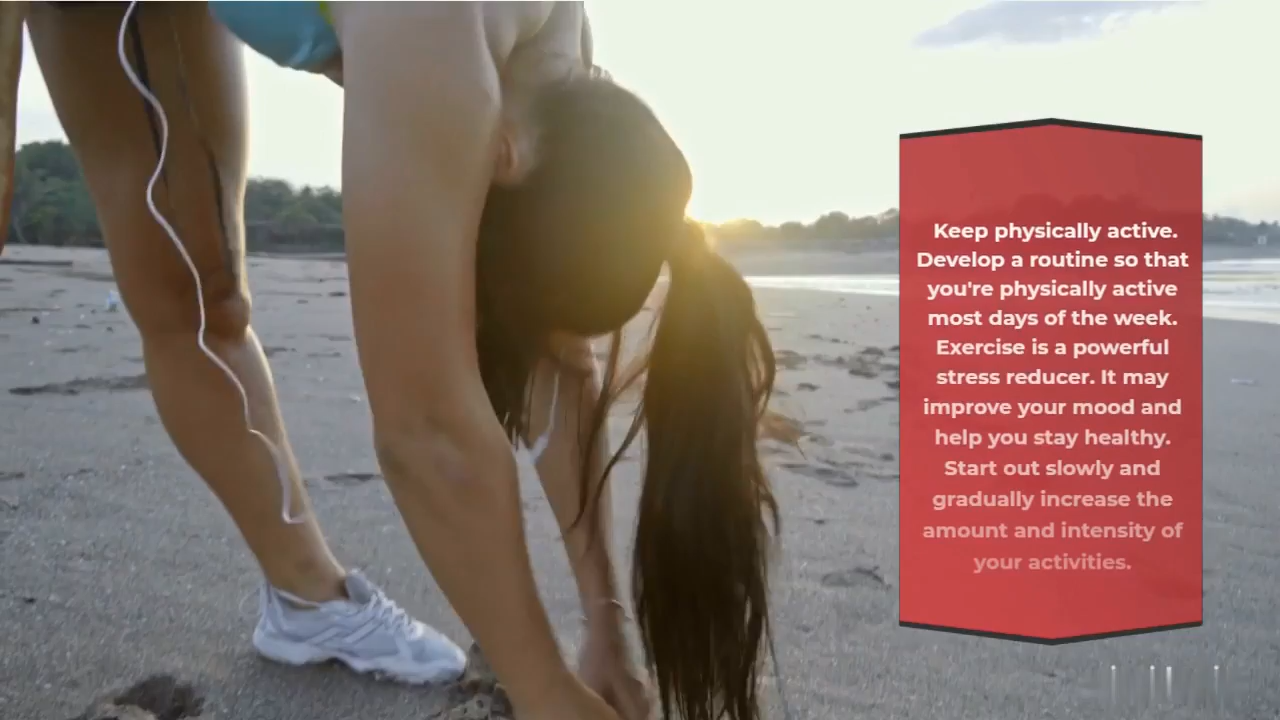 Keep physically active.
Develop a routine so that
you're physically active
most days of the week.
Exercise is a powerful
stress reducer. It may
improve your mood and
help you stay healthy.
Start out slowly and
gradually increase the
amount and intensity of
your activities.